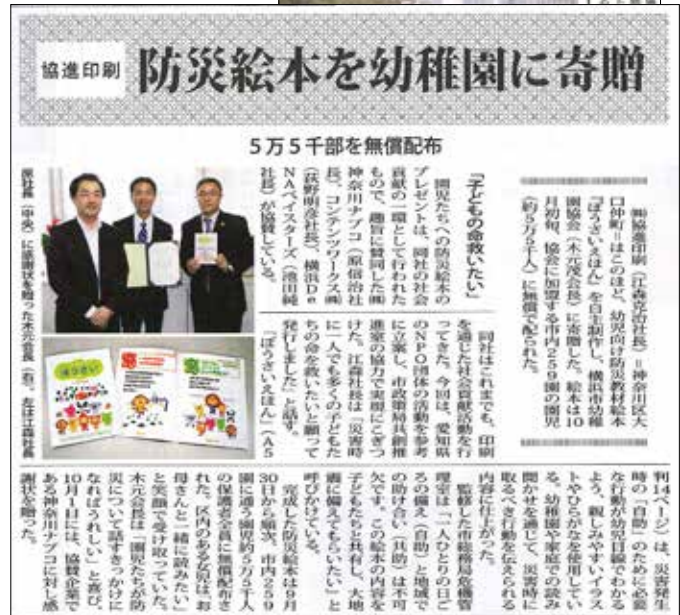 協進印刷
防災絵本を幼稚園に寄贈
5万5千部を無償配布
㈱協進印刷(江森克治社長)=神奈川区大
口仲町=はこのほど、幼児向け防災教材絵本
『ぼうさいえほん』を自主制作し、横浜市幼稚
園協会(木元茂会長)に寄贈した。絵本は10
月初旬、協会に加盟する市内259園の園児
(約5万5千人)に無償で配られた。
「子どもの命救いたい」
園児たちへの防災絵本の
プレゼントは、同社の社会
貢献の一環として行われた
もので、趣旨に賛同した㈱
神奈川ナブコ(原信治社
長)、コンテンツワークス㈱
(荻野明彦社長)、横浜De
NAベイスターズ(池田純
社長)が協賛している。
同社はこれまでも、印刷
を通じた社会貢献活動を行
ってきた。今回は、愛知県
のNPO団体の活動を参考
に立案し、市政策局共創推
進室の協力で実現にこぎつ
けた。江森社長は「災害時
に一人でも多くの子どもた
ちの命を救いたいと願って
発行しました」と話す。
『ぼうさいえほん』(A5
判14ページ)は、災害発生
時の「自助」のために必要
な行動が幼児目線でわかる
よう、親しみやすいイラス
トやひらがなを使用してい
る。幼稚園や家庭での読み
聞かせを通じて、災害時に
取るべき行動を伝えられる
内容に仕上がった。
監修した市総務局危機管
理室は「一人ひとりの日ご
ろの備え(自助)と地域で
の助け合い(共助)は不可
欠です。この絵本の内容を
子どもたちと共有し、大地
震に備えてもらいたい」と
呼びかけている。
完成した防災絵本は9月
30日から順次、市内259
園に通う園児約5万5千人
の保護者全員に無償配布さ
れた。区内のある女児は、お
母さんと一緒に読みたい」
と笑顔で受け取っていた。
木元会長は「園児たちが防
災について話すきっかけに
なればうれしい」と喜び、
10月1日には、協賛企業で
ある神奈川ナブコに対し感
謝状を贈った。
原社長(中央)に感謝状を贈った木元会長(右)。左は江森社長